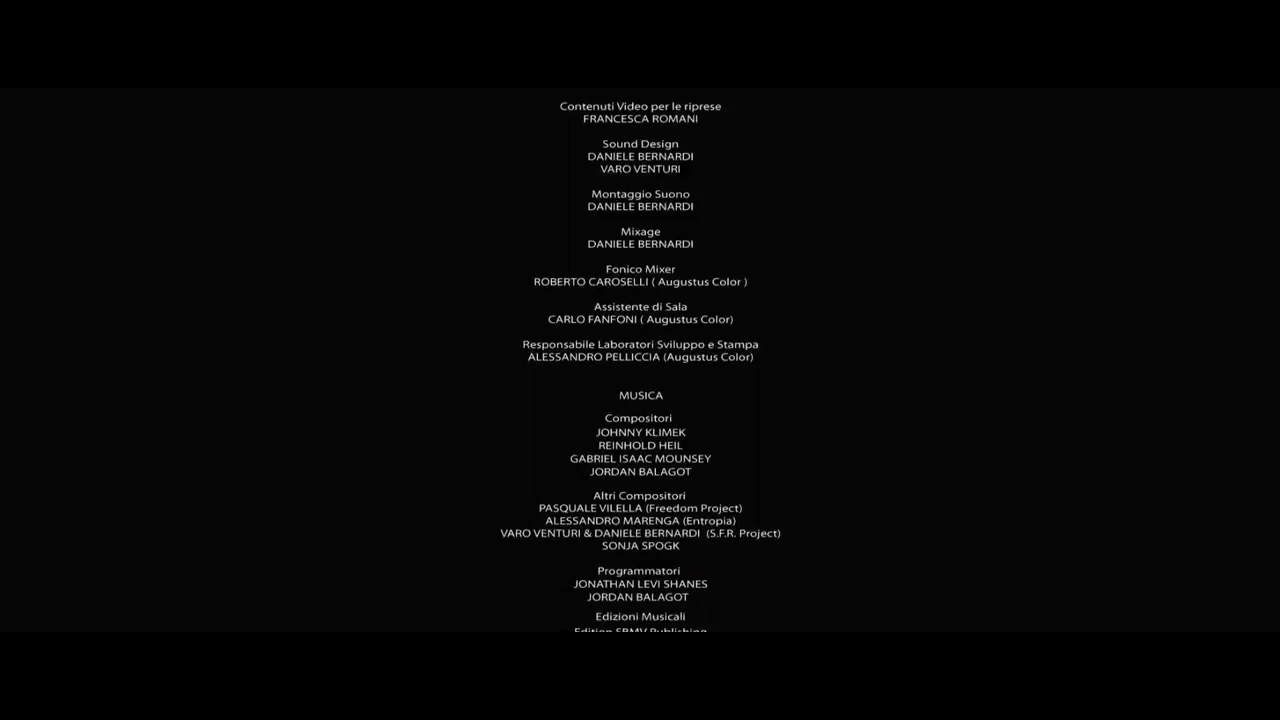 Contenuti Video per le riprese
FRANCESCA ROMANI
Sound Design
DANIELE BERNARDI
VARO VENTURI
Montaggio Suono
DANIELE BERNARDI
Mixage
DANIELE BERNARDI
Fonico Mixer
ROBERTO CAROSELLI ( Augustus Color )
Assistente di Sala
CARLO FANFONI ( Augustus Color)
Responsabile Laboratori Sviluppo e Stampa
ALESSANDRO PELLICCIA (Augustus Color)
MUSICA
Compositori
JOHNNY KLIMEK
REINHOLD HEIL
GABRIEL ISAAC MOUNSEY
JORDAN BALAGOT
Altri Compositori
PASQUALE VILELLA (Freedom Project)
ALESSANDRO MARENGA (Entropia)
VARO VENTURI & DANIELE BERNARDI (S.F.R. Project)
SONJA SPOGK
Programmatori
JONATHAN LEVI SHANES
JORDAN BALAGOT
Edizioni Musicali
Edition SBMV Publishing